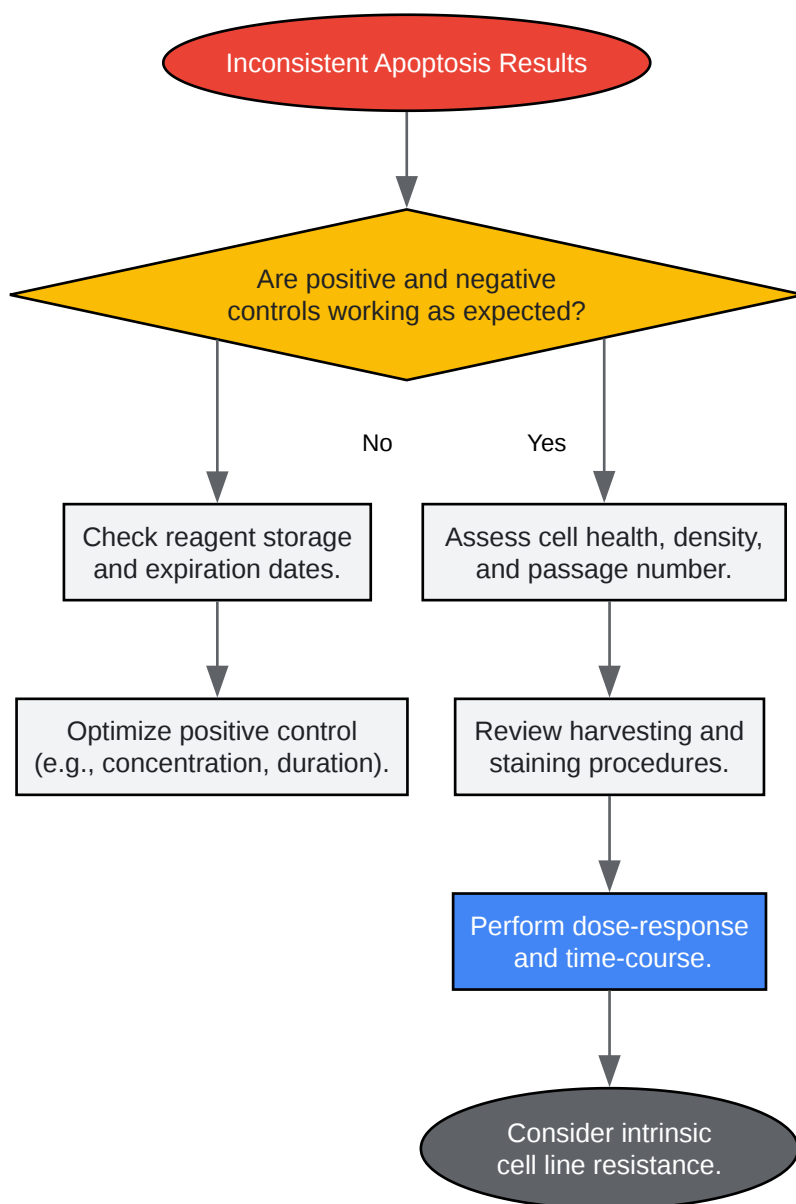 Inconsistent Apoptosis Results
Are positive and negative
controls working as expected?
No
Yes
Check reagent storage
and expiration dates.
Assess cell health, density,
and passage number.
Optimize positive control
(e.g., concentration, duration).
Review harvesting and
staining procedures.
Perform dose-response
and time-course.
Consider intrinsic
cell line resistance.